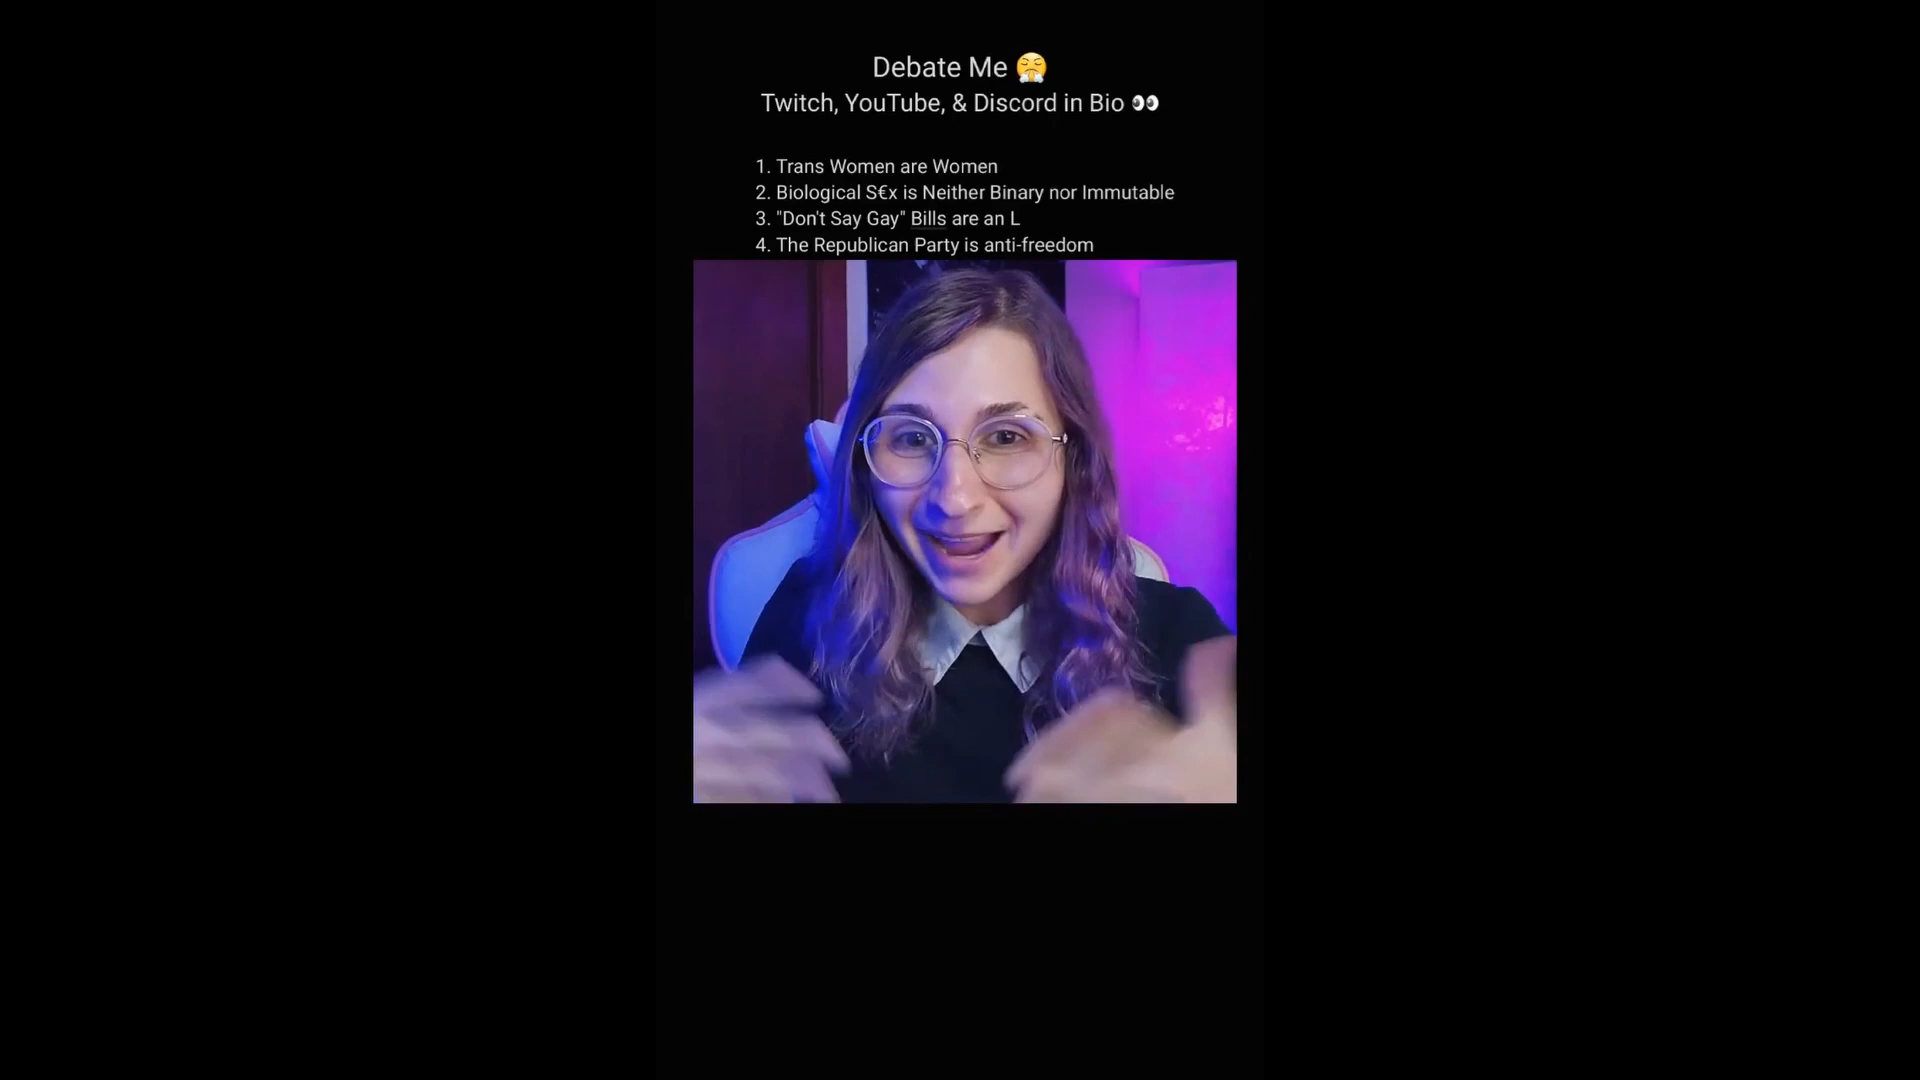 Debate Me 😤
Twitch, YouTube, & Discord in Bio 👀
1. Trans Women are Women
2. Biological S€x is Neither Binary nor Immutable
3. "Don't Say Gay" Bills are an L
4. The Republican Party is anti-freedom